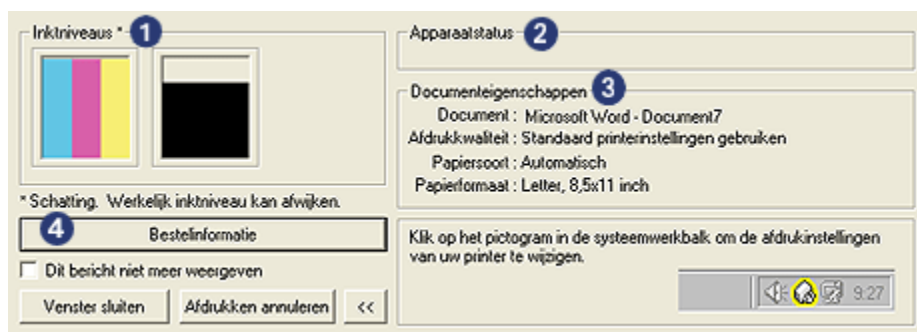 Inktniveaus * 1
* Schatting. Werkelijk inktniveau kan afwijken.
4 Bestelinformatie
Dit bericht niet meer weergeven
Venster sluiten Afdrukken annuleren <<
Apparaatstatus 2
Documenteigenschappen 3
Document : Microsoft Word - Document7
Afdrukkwaliteit : Standaard printerinstellingen gebruiken
Papiersoort : Automatisch
Papierformaat : Letter, 8,5x11 inch
Klik op het pictogram in de systeemwerkbalk om de afdrukinstellingen
van uw printer te wijzigen.
9:27